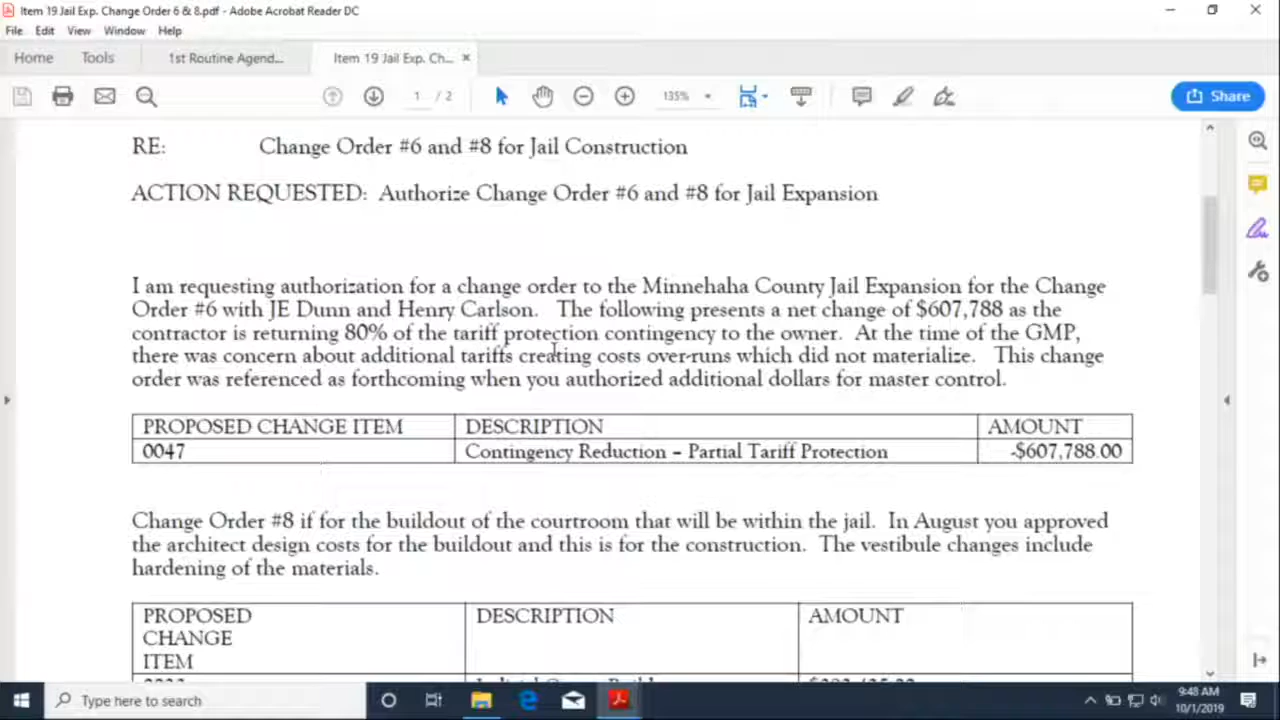 Item 19 Jail Exp. Change Order 6 & 8.pdf - Adobe Acrobat Reader DC
File Edit View Window Help
Home Tools 1st Routine Agend... Item 19 Jail Exp. Ch... ×
1 / 2 135% Share
RE: Change Order #6 and #8 for Jail Construction
ACTION REQUESTED: Authorize Change Order #6 and #8 for Jail Expansion
I am requesting authorization for a change order to the Minnehaha County Jail Expansion for the Change
Order #6 with JE Dunn and Henry Carlson. The following presents a net change of $607,788 as the
contractor is returning 80% of the tariff protection contingency to the owner. At the time of the GMP,
there was concern about additional tariffs creating costs over-runs which did not materialize. This change
order was referenced as forthcoming when you authorized additional dollars for master control.
PROPOSED CHANGE ITEM DESCRIPTION AMOUNT
0047 Contingency Reduction – Partial Tariff Protection -$607,788.00
Change Order #8 if for the buildout of the courtroom that will be within the jail. In August you approved
the architect design costs for the buildout and this is for the construction. The vestibule changes include
hardening of the materials.
PROPOSED DESCRIPTION AMOUNT
CHANGE
ITEM
Type here to search
9:48 AM
10/1/2019